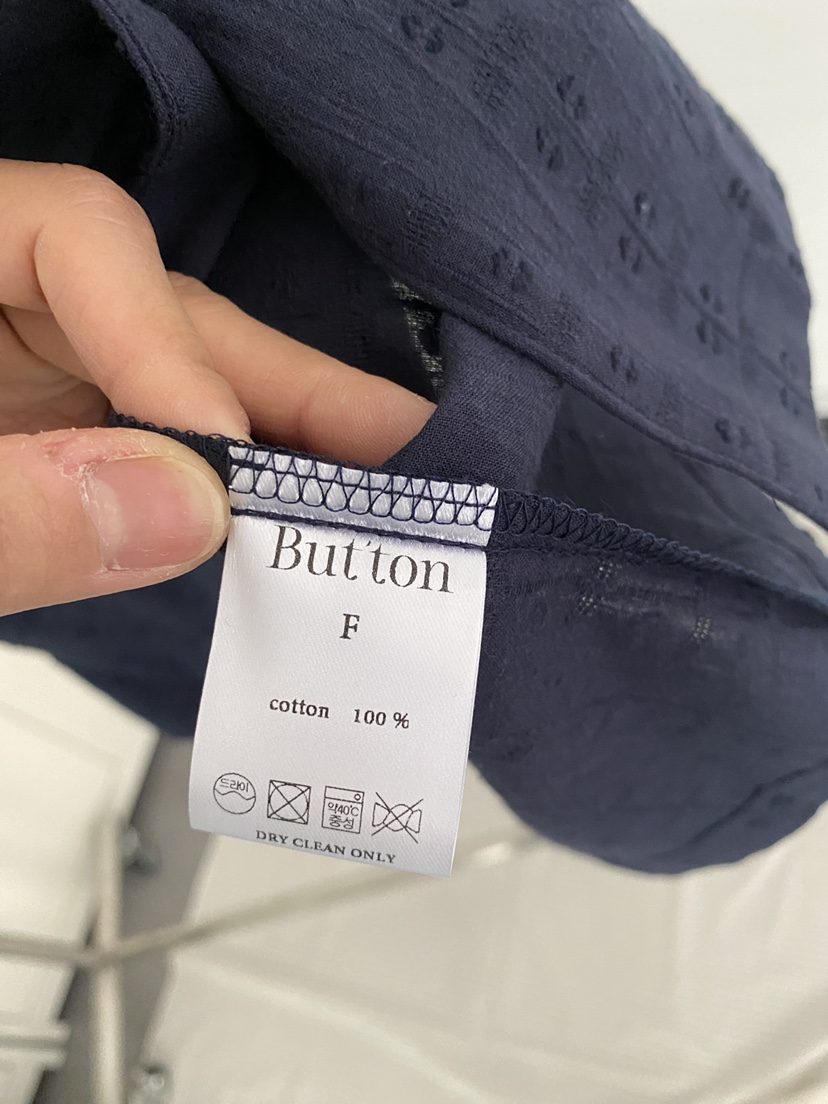 But'ton
F
cotton 100 %
드라이 약40℃ 중성
DRY CLEAN ONLY